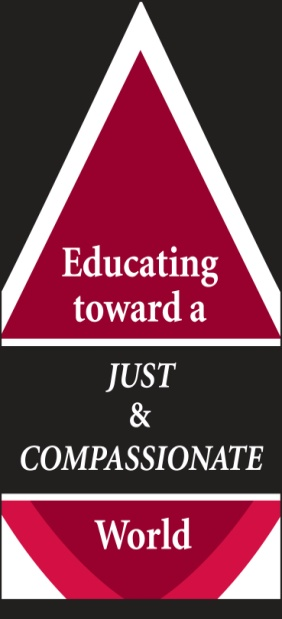 Educating
toward a
JUST
&
COMPASSIONATE
World